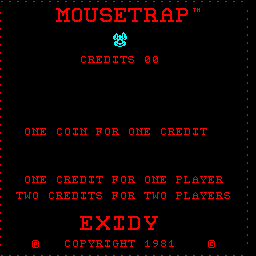 MOUSETRAP™
CREDITS 00
ONE COIN FOR ONE CREDIT
ONE CREDIT FOR ONE PLAYER
TWO CREDITS FOR TWO PLAYERS
EXIDY
® COPYRIGHT 1981 ®